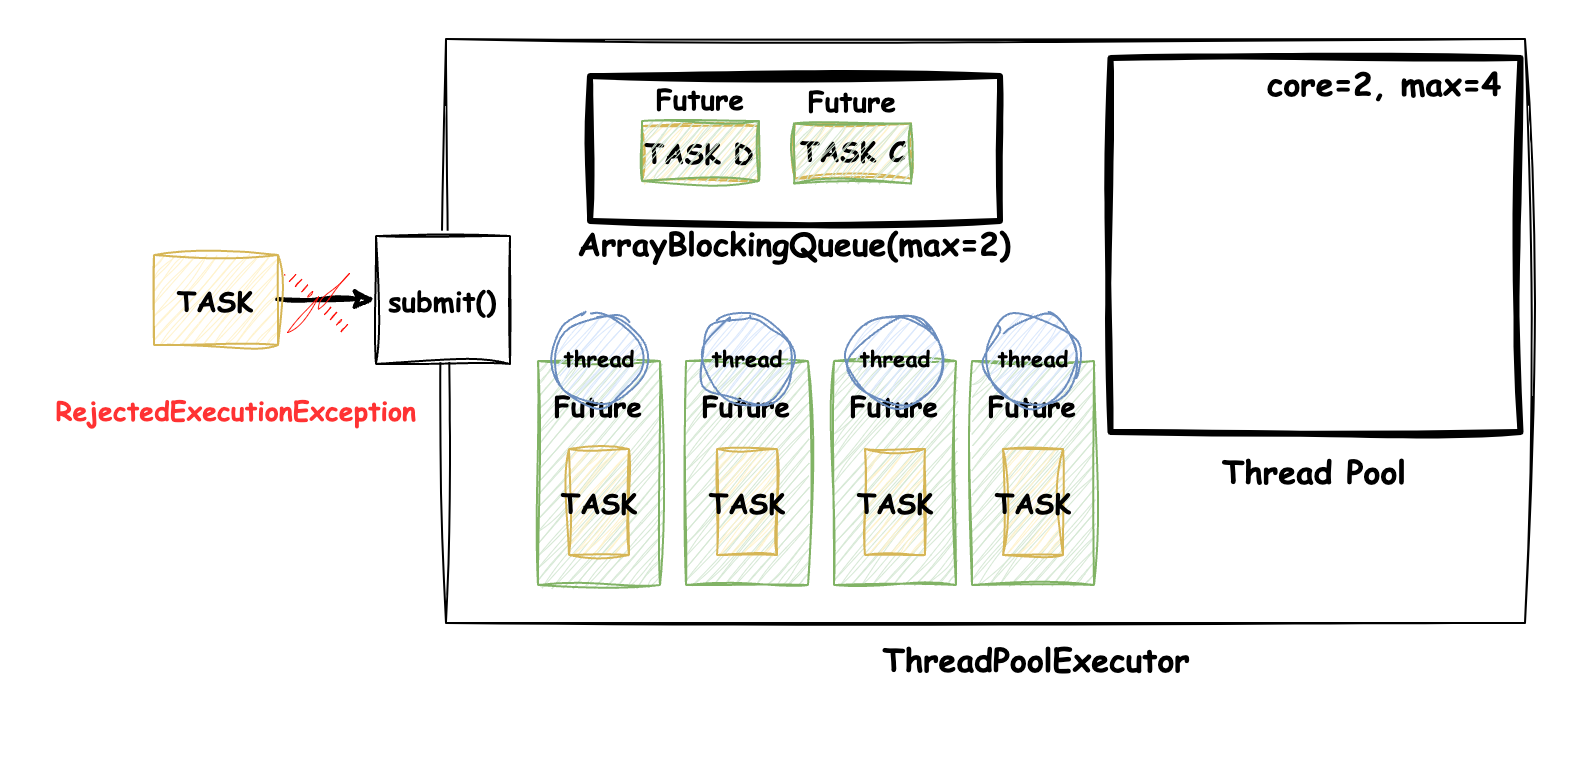 core=2, max=4
Future
Future
TASK D
TASK C
ArrayBlockingQueue(max=2)
TASK
submit()
RejectedExecutionException
thread
thread
thread
thread
Future
Future
Future
Future
TASK
TASK
TASK
TASK
Thread Pool
ThreadPoolExecutor